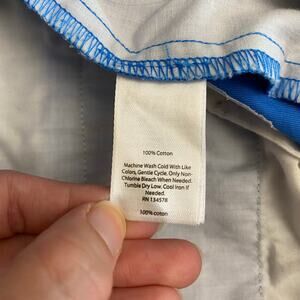 100% Cotton
Machine Wash Cold With Like
Colors, Gentle Cycle. Only Non-
Chlorine Bleach When Needed.
Tumble Dry Low. Cool Iron If
Needed.
RN 134578
100% coton